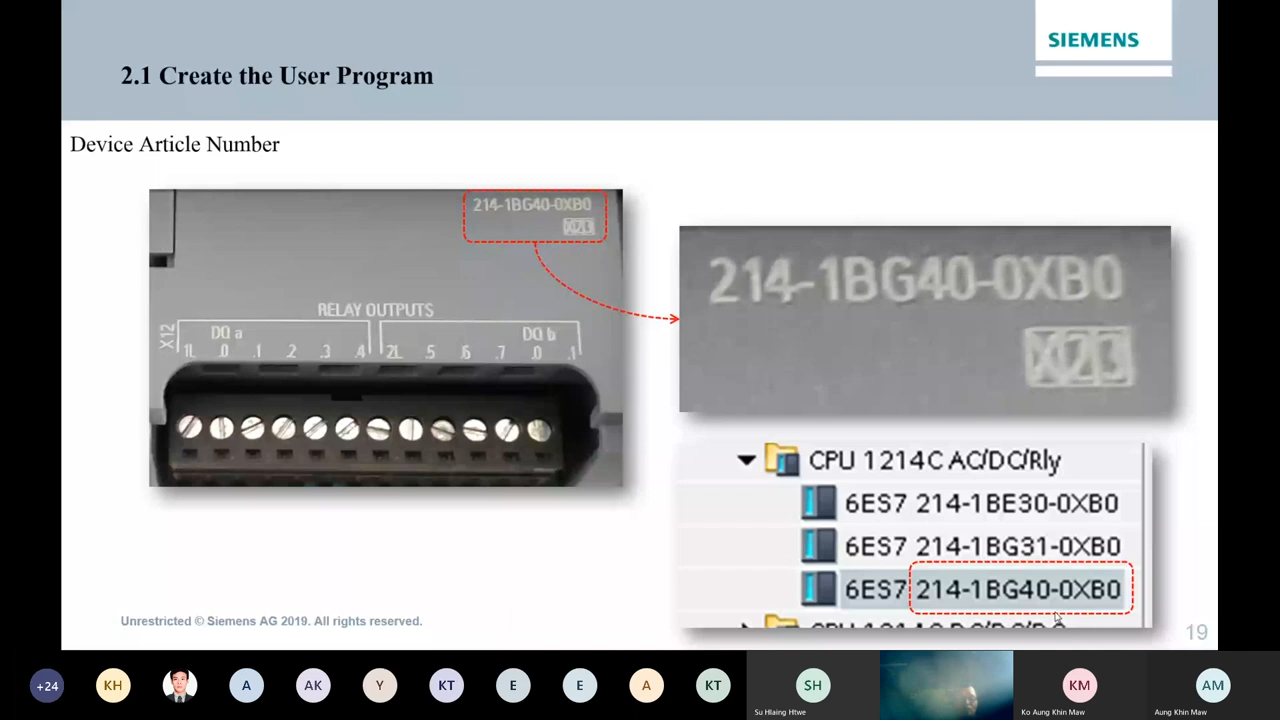 SIEMENS
2.1 Create the User Program
Device Article Number
214-1BG40-0XB0
RELAY OUTPUTS
X12
DQ a
DQ b
1L .0 .1 .2 .3 .4 2L .5 .6 .7 .0 .1
214-1BG40-0XB0
CPU 1214C AC/DC/Rly
6ES7 214-1BE30-0XB0
6ES7 214-1BG31-0XB0
6ES7 214-1BG40-0XB0
Unrestricted © Siemens AG 2019. All rights reserved.
19
+24
KH
A
AK
Y
KT
E
E
A
KT
SH
Su Hlaing Htwe
KM
Ko Aung Khin Maw
AM
Aung Khin Maw